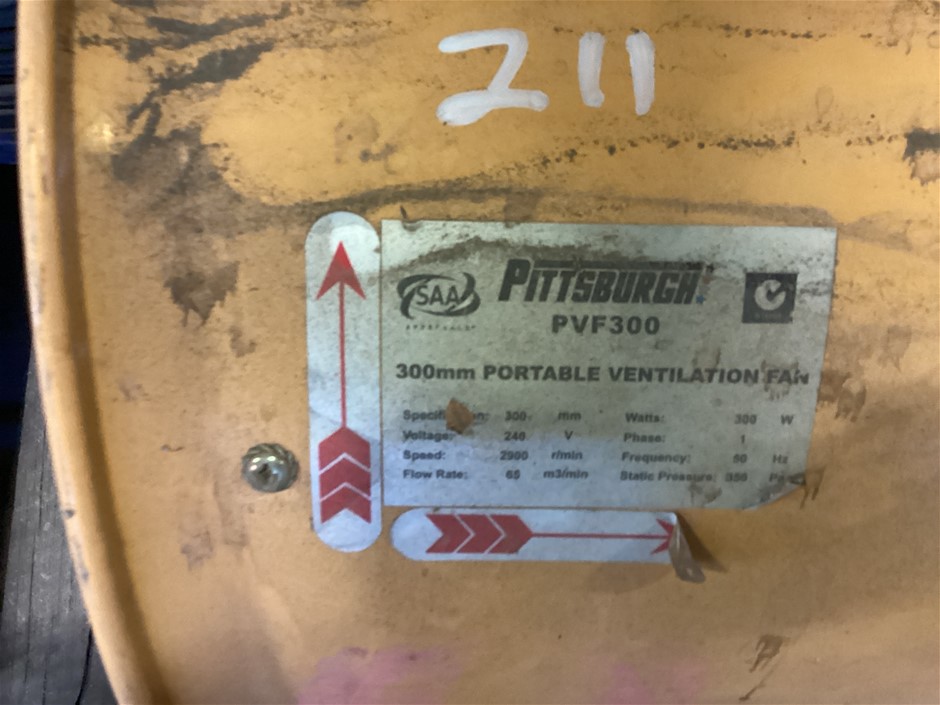 211
SAA
APPROVALS
PITTSBURGH
PVF300
300mm PORTABLE VENTILATION FAN
300 mm Watts: 300 W
Voltage: 240 V Phase: 1
Speed: 2900 r/min Frequency: 50 Hz
Flow Rate: 65 m3/min Static Pressure: 350